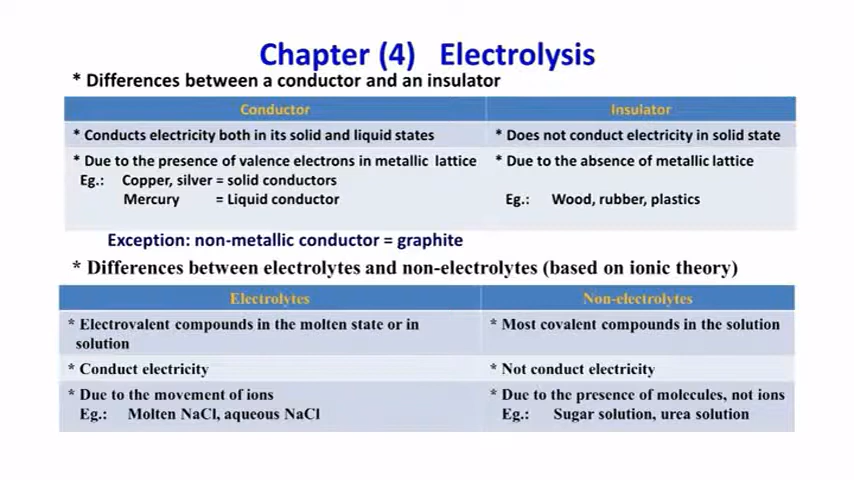 Chapter (4) Electrolysis
* Differences between a conductor and an insulator
Conductor Insulator
* Conducts electricity both in its solid and liquid states * Does not conduct electricity in solid state
* Due to the presence of valence electrons in metallic lattice * Due to the absence of metallic lattice
Eg.: Copper, silver = solid conductors
Mercury = Liquid conductor Eg.: Wood, rubber, plastics
Exception: non-metallic conductor = graphite
* Differences between electrolytes and non-electrolytes (based on ionic theory)
Electrolytes Non-electrolytes
* Electrovalent compounds in the molten state or in * Most covalent compounds in the solution
solution
* Conduct electricity * Not conduct electricity
* Due to the movement of ions * Due to the presence of molecules, not ions
Eg.: Molten NaCl, aqueous NaCl Eg.: Sugar solution, urea solution